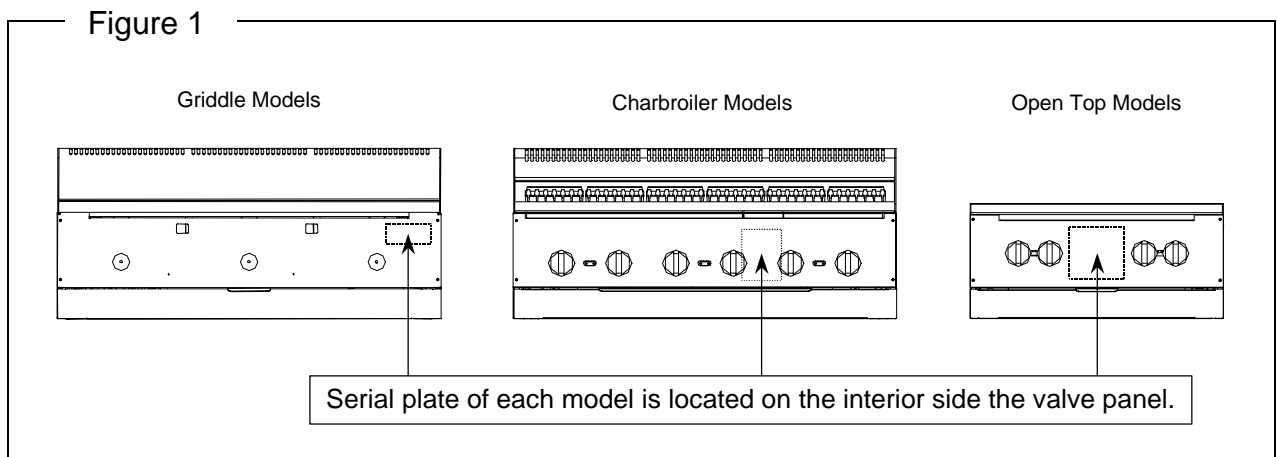 Figure 1
Griddle Models
Charbroiler Models
Open Top Models
Serial plate of each model is located on the interior side the valve panel.